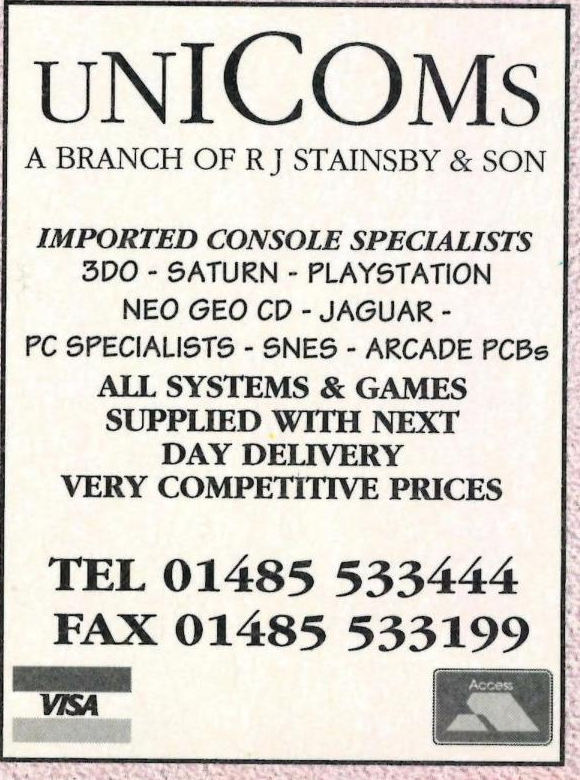 UNICOMS
A BRANCH OF R J STAINSBY & SON
IMPORTED CONSOLE SPECIALISTS
3DO - SATURN - PLAYSTATION
NEO GEO CD - JAGUAR -
PC SPECIALISTS - SNES - ARCADE PCBs
ALL SYSTEMS & GAMES
SUPPLIED WITH NEXT
DAY DELIVERY
VERY COMPETITIVE PRICES
TEL 01485 533444
FAX 01485 533199
VISA
Access